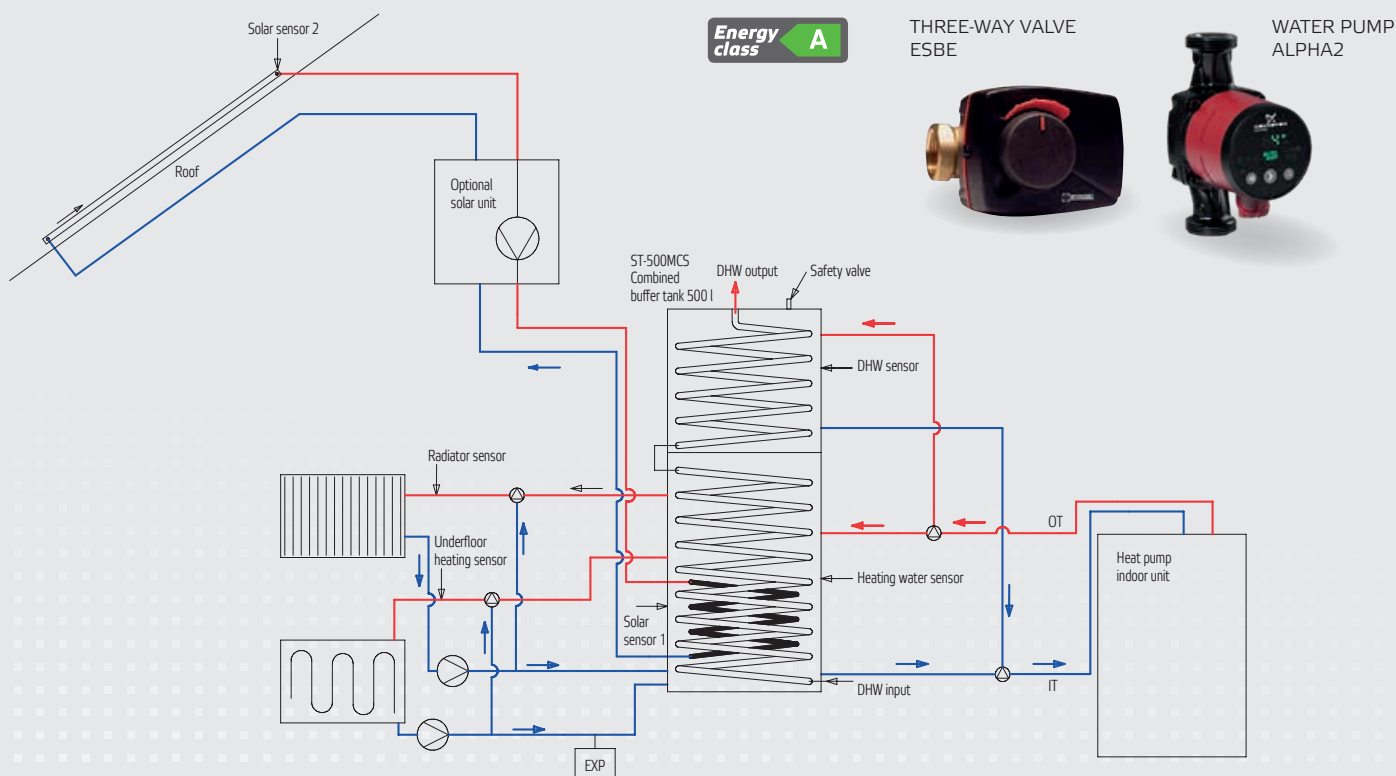 Solar sensor 2
Energy
class
A
THREE-WAY VALVE
ESBE
WATER PUMP
ALPHA2
Roof
Optional
solar unit
ST-500MCS
Combined
buffer tank 500 l
DHW output
Safety valve
DHW sensor
Radiator sensor
Underfloor
heating sensor
OT
Heat pump
indoor unit
Heating water sensor
Solar
sensor 1
DHW input
IT
EXP